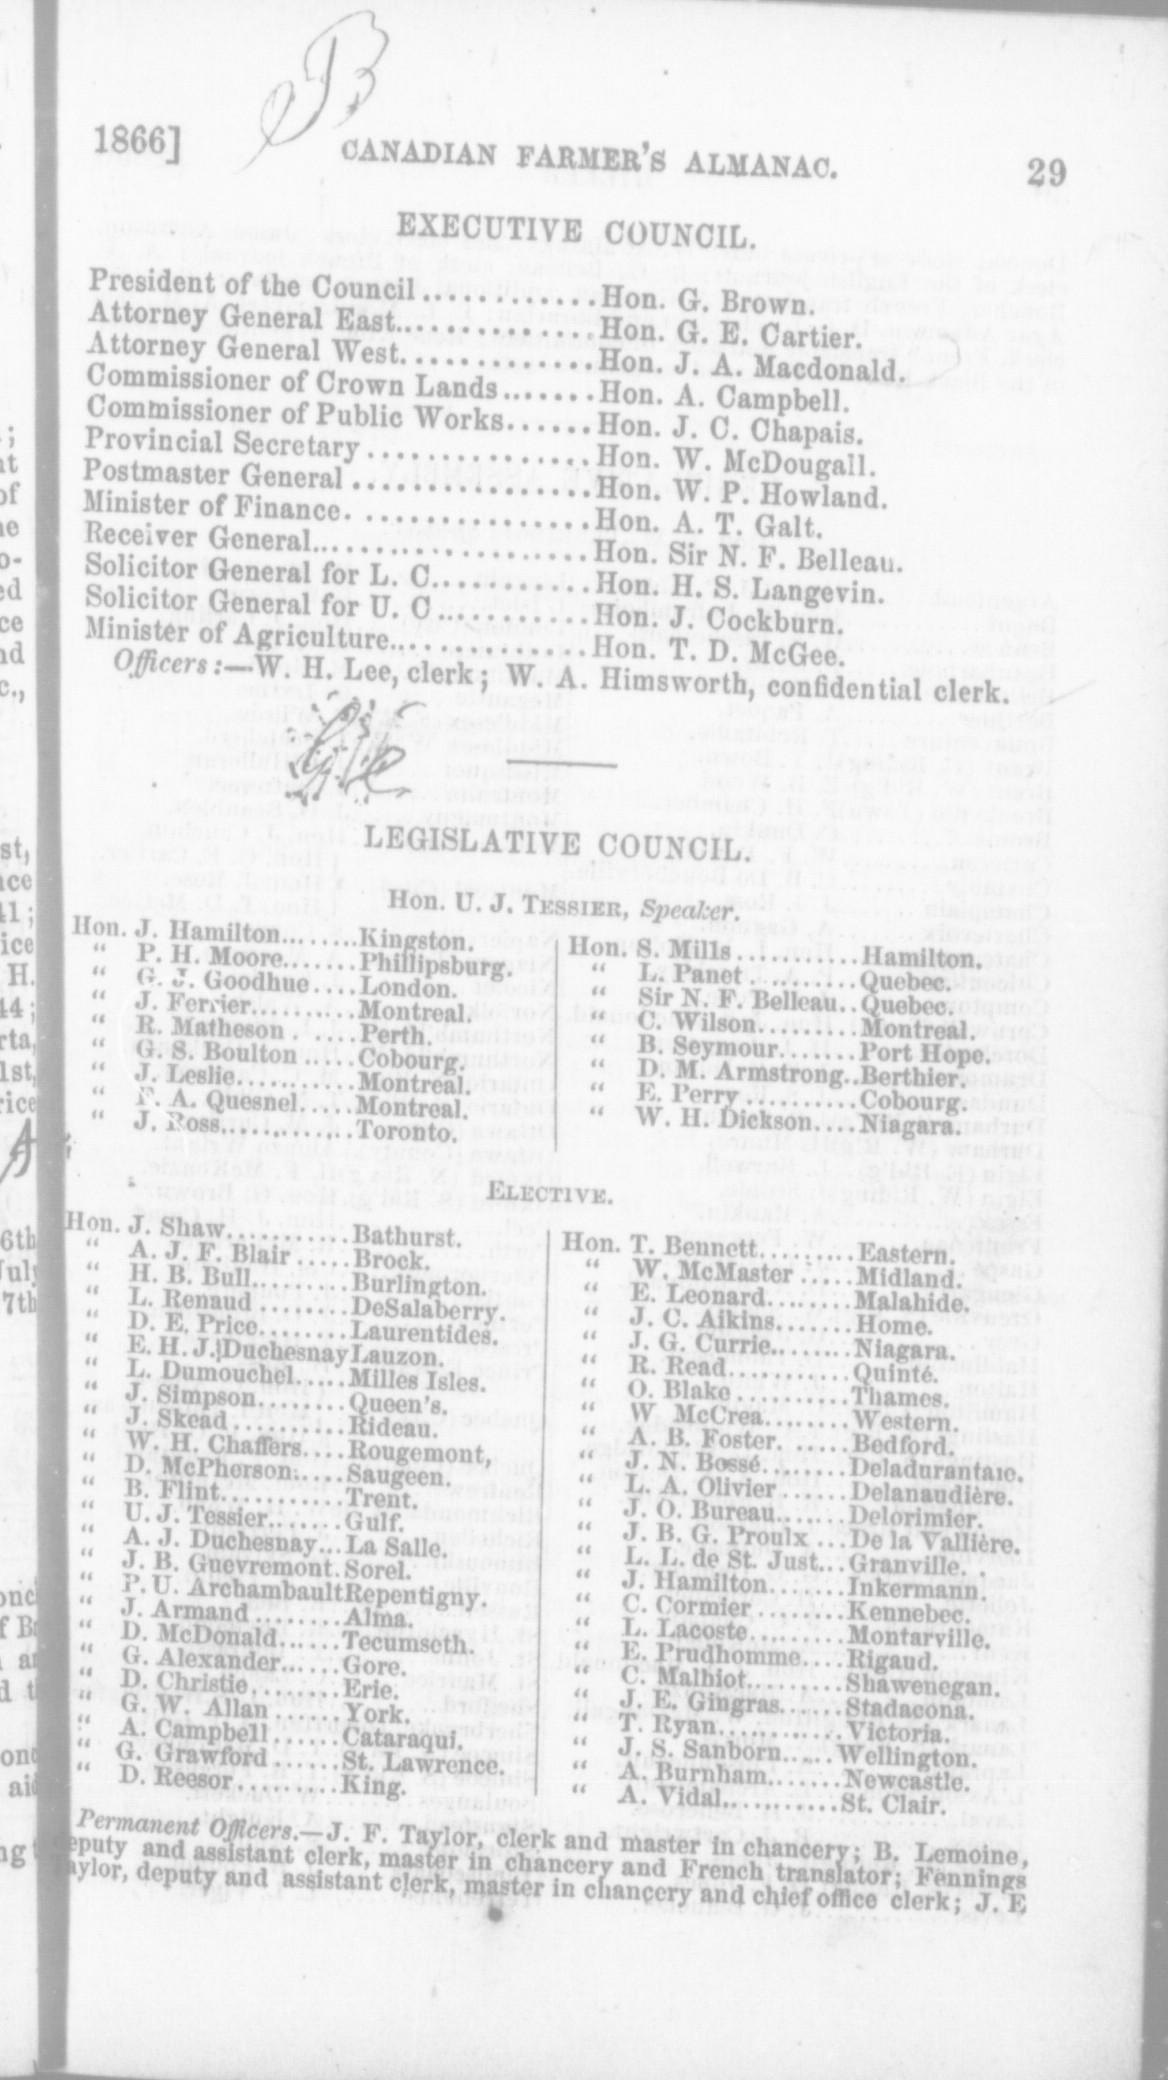 1866]
CANADIAN FARMER'S ALMANAC.
29
EXECUTIVE COUNCIL.
President of the Council............Hon. G. Brown.
Attorney General East..............Hon. G. E. Cartier.
Attorney General West.............Hon. J. A. Macdonald.
Commissioner of Crown Lands.......Hon. A. Campbell.
Commissioner of Public Works......Hon. J. C. Chapais.
Provincial Secretary...............Hon. W. McDougall.
Postmaster General................Hon. W. P. Howland.
Minister of Finance................Hon. A. T. Galt.
Receiver General...................Hon. Sir N. F. Belleau.
Solicitor General for L. C...........Hon. H. S. Langevin.
Solicitor General for U. C...........Hon. J. Cockburn.
Minister of Agriculture..............Hon. T. D. McGee.
Officers:—W. H. Lee, clerk; W. A. Himsworth, confidential clerk.
LEGISLATIVE COUNCIL.
Hon. U. J. TESSIER, Speaker.
Hon. J. Hamilton........Kingston.
" P. H. Moore.......Phillipsburg.
" G. J. Goodhue....London.
" J. Ferrier.........Montreal.
" R. Matheson......Perth.
" G. S. Boulton.....Cobourg.
" J. Leslie..........Montreal.
" F. A. Quesnel.....Montreal.
" J. Ross............Toronto.
Hon. S. Mills............Hamilton.
" L. Panet..........Quebec.
" Sir N. F. Belleau..Quebec.
" C. Wilson.........Montreal.
" B. Seymour.......Port Hope.
" D. M. Armstrong..Berthier.
" E. Perry..........Cobourg.
" W. H. Dickson....Niagara.
ELECTIVE.
Hon. J. Shaw...........Bathurst.
" A. J. F. Blair.....Brock.
" H. B. Bull........Burlington.
" L. Renaud........DeSalaberry.
" D. E. Price........Laurentides.
" E. H. J. Duchesnay Lauzon.
" L. Dumouchel.....Milles Isles.
" J. Simpson........Queen's.
" J. Skead..........Rideau.
" W. H. Chaffers....Rougemont,
" D. McPherson.....Saugeen.
" B. Flint...........Trent.
" U. J. Tessier.......Gulf.
" A. J. Duchesnay...La Salle.
" J. B. Guevremont.Sorel.
" P. U. Archambault Repentigny.
" J. Armand........Alma.
" D. McDonald......Tecumseth.
" G. Alexander......Gore.
" D. Christie........Erie.
" G. W. Allan......York.
" A. Campbell......Cataraqui.
" G. Grawford......St. Lawrence.
" D. Reesor.........King.
Hon. T. Bennett.........Eastern.
" W. McMaster.....Midland.
" E. Leonard........Malahide.
" J. C. Aikins.......Home.
" J. G. Currie........Niagara.
" R. Read...........Quinté.
" O. Blake..........Thames.
" W. McCrea........Western.
" A. B. Foster.......Bedford.
" J. N. Bossé........Deladurantaie.
" L. A. Olivier......Delanaudière.
" J. O. Bureau.......Delorimier.
" J. B. G. Proulx...De la Vallière.
" L. L. de St. Just...Granville.
" J. Hamilton.......Inkermann.
" C. Cormier........Kennebec.
" L. Lacoste.........Montarville.
" E. Prudhomme....Rigaud.
" C. Malhiot.........Shawenegan.
" J. E. Gingras......Stadacona.
" T. Ryan...........Victoria.
" J. S. Sanborn.....Wellington.
" A. Burnham.......Newcastle.
" A. Vidal...........St. Clair.
Permanent Officers.—J. F. Taylor, clerk and master in chancery; B. Lemoine,
deputy and assistant clerk, master in chancery and French translator; Fennings
Taylor, deputy and assistant clerk, master in chancery and chief office clerk; J. E